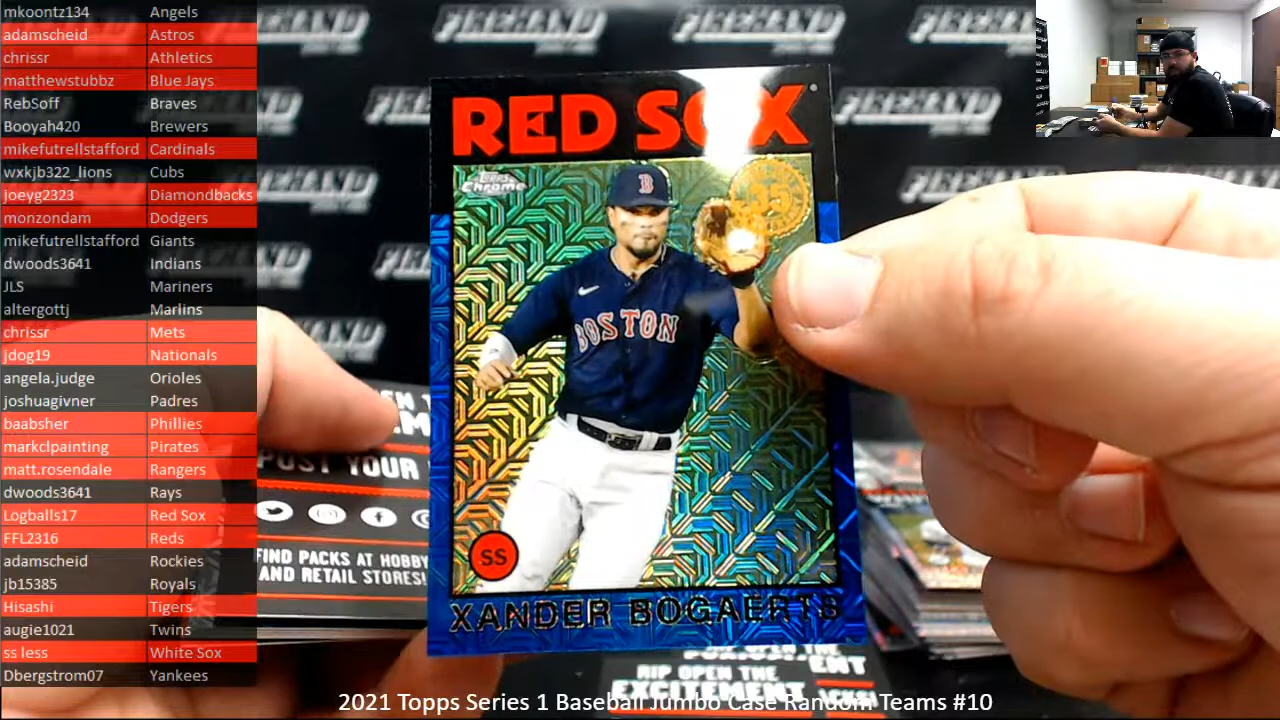 mkoontz134 Angels
adamscheid Astros
chrissr Athletics
matthewstubbz Blue Jays
RebSoff Braves
Booyah420 Brewers
mikefutrellstafford Cardinals
wxkjb322_lions Cubs
joeyg2323 Diamondbacks
monzondam Dodgers
mikefutrellstafford Giants
dwoods3641 Indians
JLS Mariners
altergottj Marlins
chrissr Mets
jdog19 Nationals
angela.judge Orioles
joshuagivner Padres
baabsher Phillies
markclpainting Pirates
matt.rosendale Rangers
dwoods3641 Rays
Logballs17 Red Sox
FFL2316 Reds
adamscheid Rockies
jb15385 Royals
Hisashi Tigers
augie1021 Twins
ss less White Sox
Dbergstrom07 Yankees
FIREHAND
RED SOX
Topps
Chrome
35
B
BOSTON
SS
XANDER BOGAERTS
POST YOUR
FIND PACKS AT HOBBY
AND RETAIL STORES!
RIP OPEN THE
EXCITEMENT
2021 Topps Series 1 Baseball Jumbo Case Random Teams #10